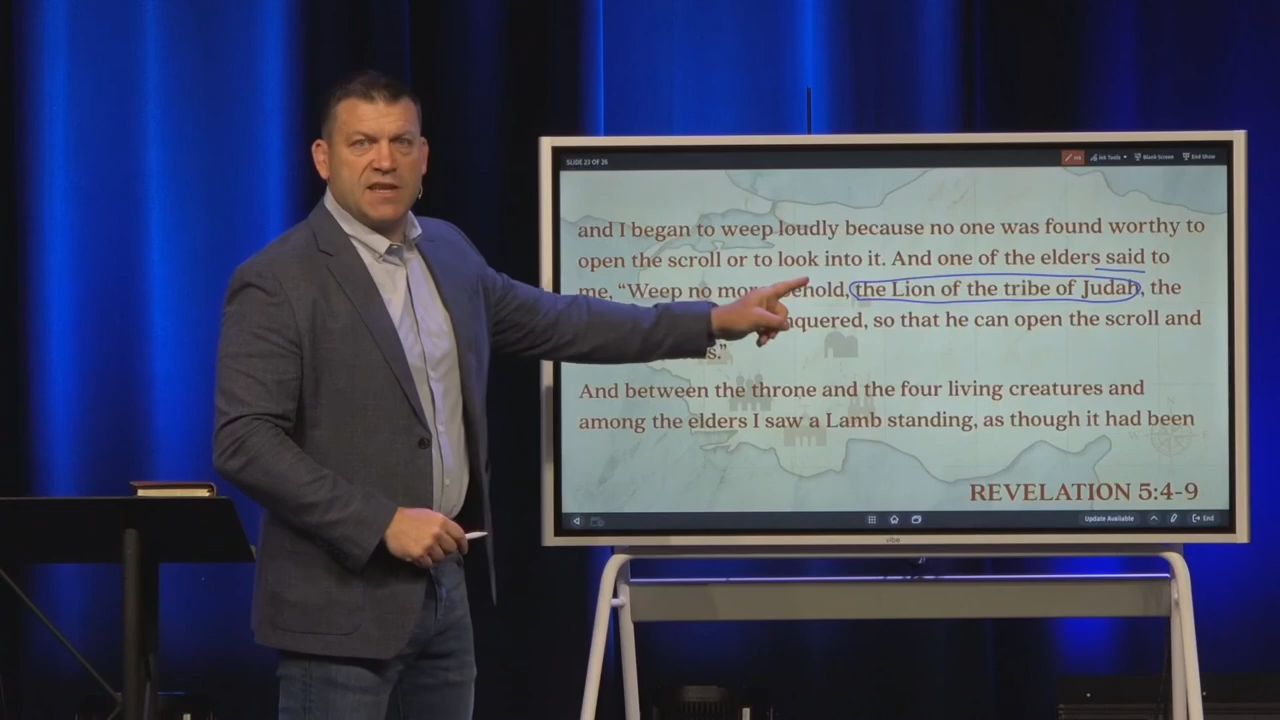 SLIDE 23 OF 26
Ink Ink Tools Blank Screen End Show
and I began to weep loudly because no one was found worthy to
open the scroll or to look into it. And one of the elders said to
me, “Weep no more the Lion of the tribe of Judah, the
so that he can open the scroll and
And between the throne and the four living creatures and
among the elders I saw a Lamb standing, as though it had been
REVELATION 5:4-9
Update Available End
vibe
N
W E